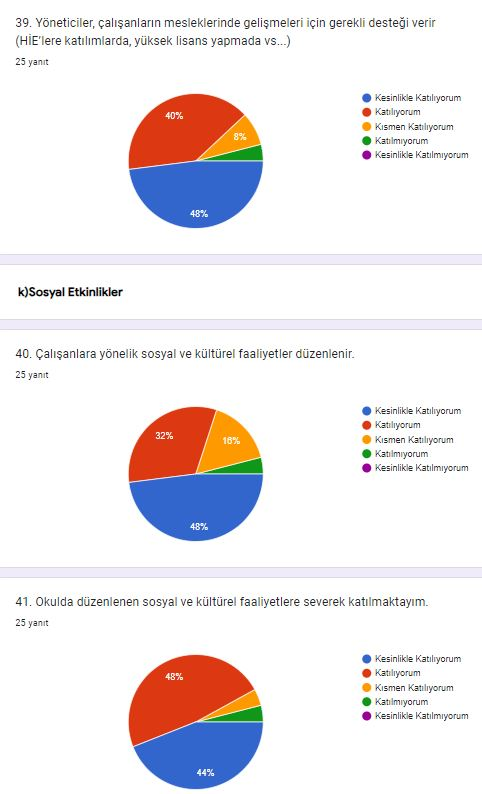 39. Yöneticiler, çalışanların mesleklerinde gelişmeleri için gerekli desteği verir
(HİE'lere katılımlarda, yüksek lisans yapmada vs...)
25 yanıt
40%
8%
48%
Kesinlikle Katılıyorum
Katılıyorum
Kısmen Katılıyorum
Katılmıyorum
Kesinlikle Katılmıyorum
k)Sosyal Etkinlikler
40. Çalışanlara yönelik sosyal ve kültürel faaliyetler düzenlenir.
25 yanıt
32%
16%
48%
Kesinlikle Katılıyorum
Katılıyorum
Kısmen Katılıyorum
Katılmıyorum
Kesinlikle Katılmıyorum
41. Okulda düzenlenen sosyal ve kültürel faaliyetlere severek katılmaktayım.
25 yanıt
48%
44%
Kesinlikle Katılıyorum
Katılıyorum
Kısmen Katılıyorum
Katılmıyorum
Kesinlikle Katılmıyorum